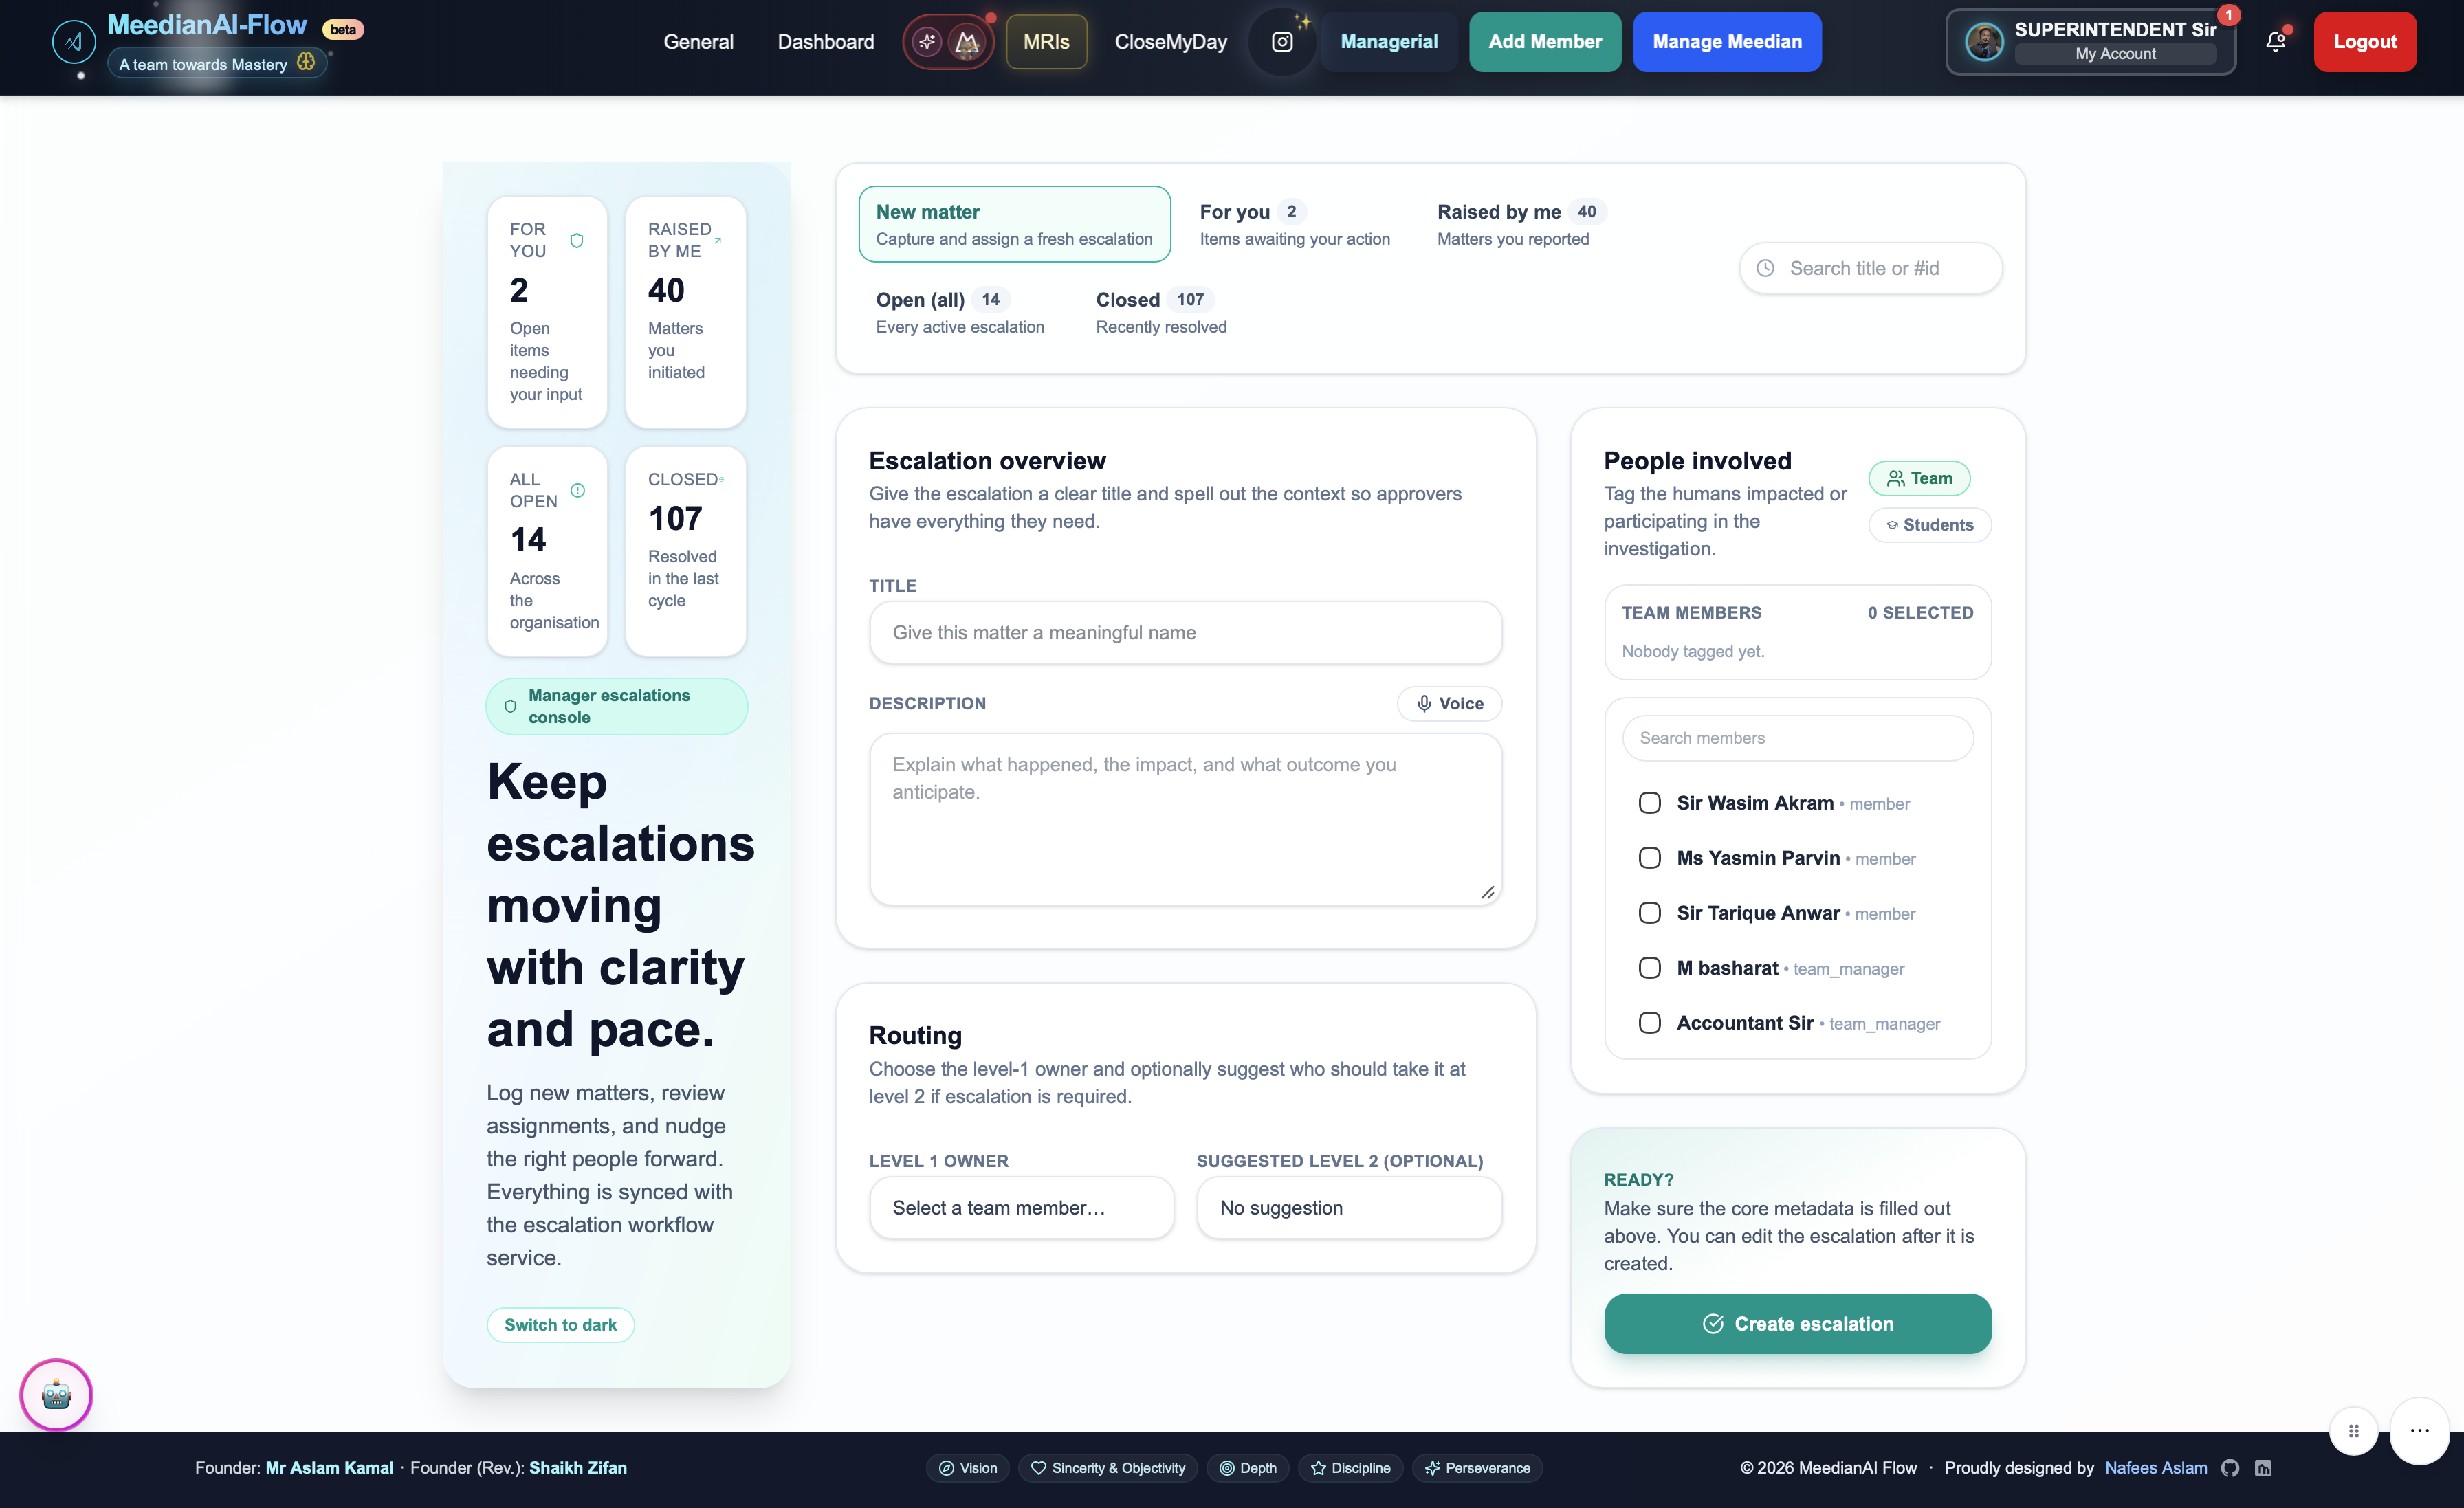 MeedianAI-Flow beta
A team towards Mastery
General
Dashboard
MRIs
CloseMyDay
Managerial
Add Member
Manage Meedian
SUPERINTENDENT Sir
My Account
1
Logout
FOR YOU
2
Open items needing your input
RAISED BY ME
40
Matters you initiated
ALL OPEN
14
Across the organisation
CLOSED
107
Resolved in the last cycle
Manager escalations console
Keep
escalations
moving
with clarity
and pace.
Log new matters, review
assignments, and nudge
the right people forward.
Everything is synced with
the escalation workflow
service.
Switch to dark
New matter
Capture and assign a fresh escalation
For you 2
Items awaiting your action
Raised by me 40
Matters you reported
Open (all) 14
Every active escalation
Closed 107
Recently resolved
Search title or #id
Escalation overview
Give the escalation a clear title and spell out the context so approvers
have everything they need.
TITLE
Give this matter a meaningful name
DESCRIPTION
Voice
Explain what happened, the impact, and what outcome you
anticipate.
Routing
Choose the level-1 owner and optionally suggest who should take it at
level 2 if escalation is required.
LEVEL 1 OWNER
Select a team member…
SUGGESTED LEVEL 2 (OPTIONAL)
No suggestion
People involved
Tag the humans impacted or
participating in the
investigation.
Team
Students
TEAM MEMBERS
0 SELECTED
Nobody tagged yet.
Search members
Sir Wasim Akram • member
Ms Yasmin Parvin • member
Sir Tarique Anwar • member
M basharat • team_manager
Accountant Sir • team_manager
READY?
Make sure the core metadata is filled out
above. You can edit the escalation after it is
created.
Create escalation
Founder: Mr Aslam Kamal · Founder (Rev.): Shaikh Zifan
Vision
Sincerity & Objectivity
Depth
Discipline
Perseverance
© 2026 MeedianAI Flow · Proudly designed by Nafees Aslam